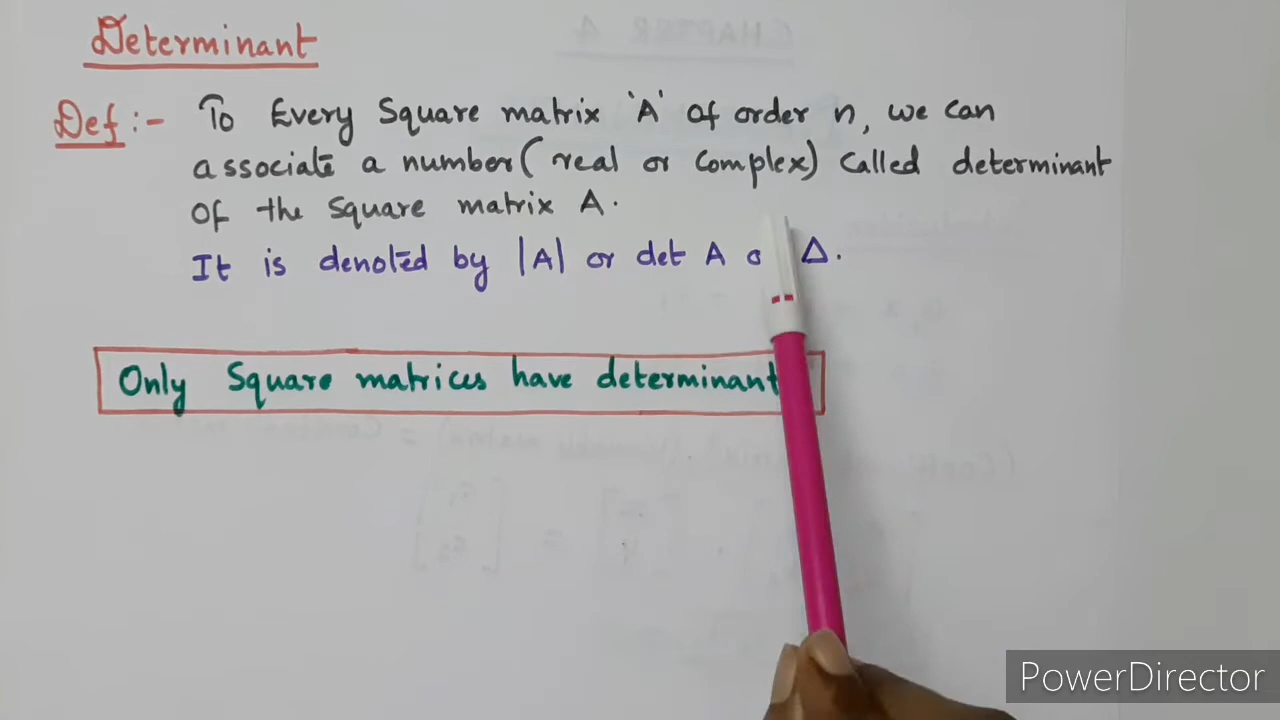 Determinant
Def :- To Every Square matrix 'A' of order n, we can
associate a number ( real or complex) called determinant
of the square matrix A.
It is denoted by |A| or det A o Δ.
Only Square matrices have determinant
PowerDirector